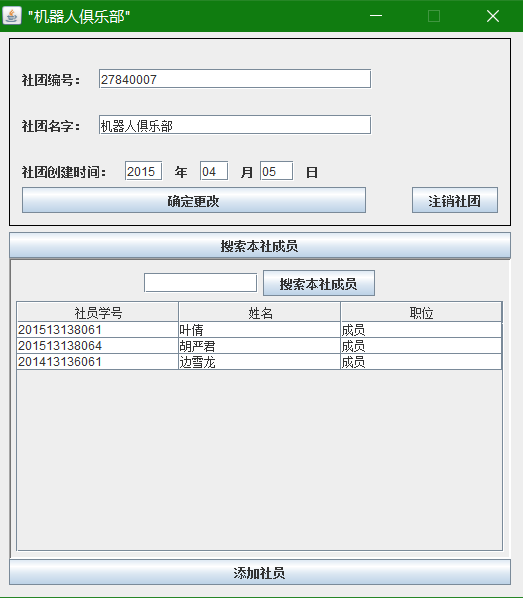 "机器人俱乐部"
社团编号： 27840007
社团名字： 机器人俱乐部
社团创建时间： 2015 年 04 月 05 日
确定更改 注销社团
搜索本社成员
搜索本社成员
社员学号 姓名 职位
201513138061 叶倩 成员
201513138064 胡严君 成员
201413136061 边雪龙 成员
添加社员